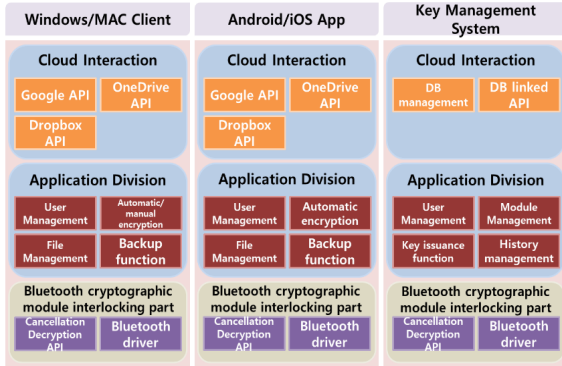 Windows/MAC Client
Cloud Interaction
Google API
OneDrive
API
Dropbox
API
Application Division
User
Management
Automatic/
manual
encryption
File
Management
Backup
function
Bluetooth cryptographic
module interlocking part
Cancellation
Decryption
API
Bluetooth
driver
Android/iOS App
Cloud Interaction
Google API
OneDrive
API
Dropbox
API
Application Division
User
Management
Automatic
encryption
File
Management
Backup
function
Bluetooth cryptographic
module interlocking part
Cancellation
Decryption
API
Bluetooth
driver
Key Management
System
Cloud Interaction
DB
management
DB linked
API
Application Division
User
Management
Module
Management
Key issuance
function
History
management
Bluetooth cryptographic
module interlocking part
Cancellation
Decryption
API
Bluetooth
driver